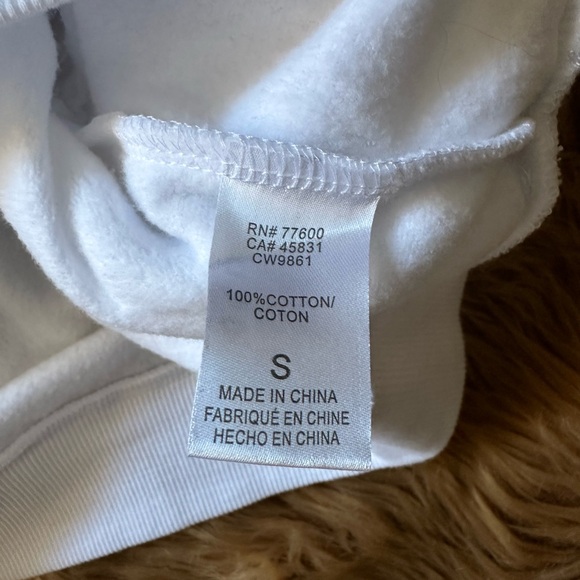 RN# 77600
CA# 45831
CW9861
100%COTTON/
COTON
S
MADE IN CHINA
FABRIQUÉ EN CHINE
HECHO EN CHINA